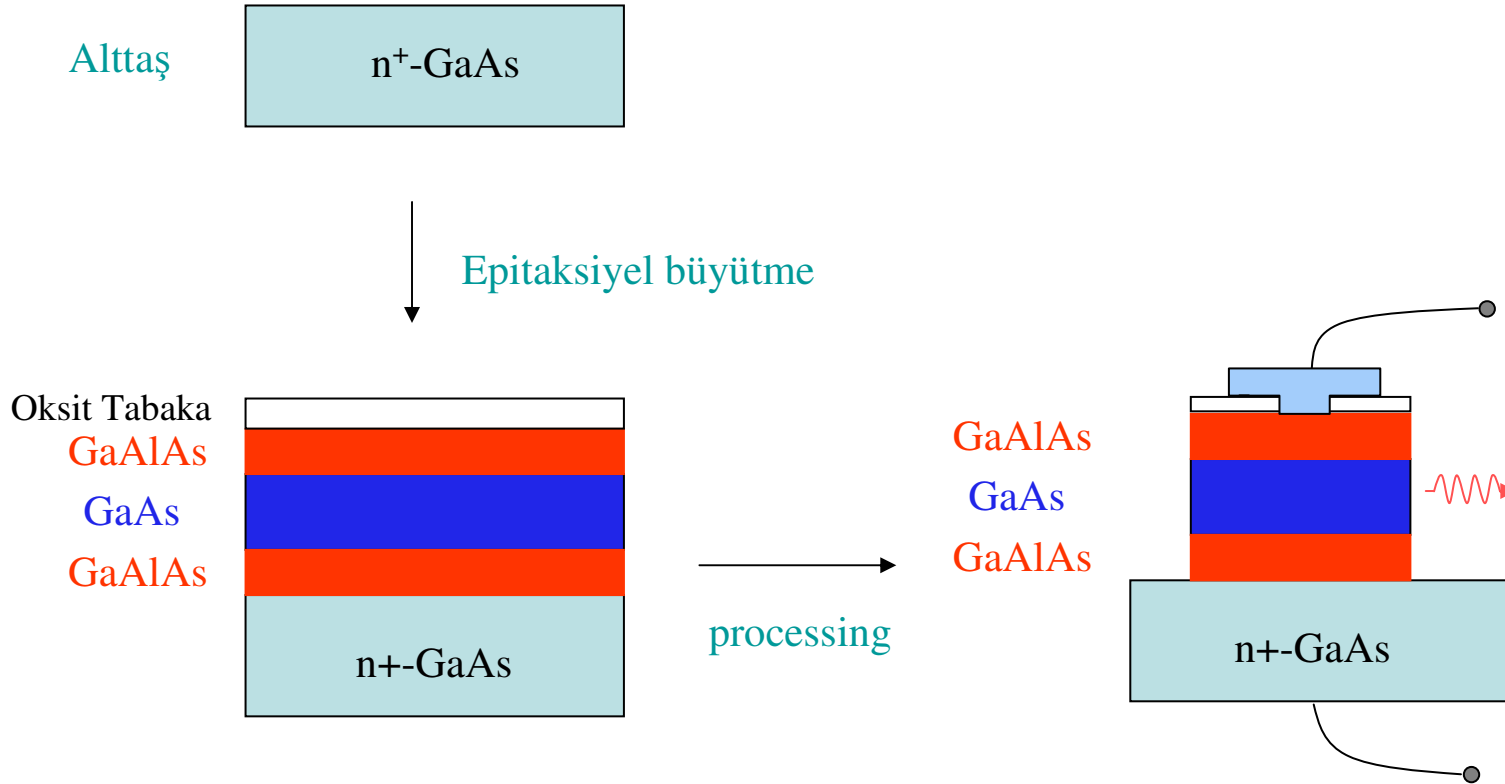 Alttaş
n⁺-GaAs
Epitaksiyel büyütme
Oksit Tabaka
GaAlAs
GaAs
GaAlAs
n+-GaAs
processing
GaAlAs
GaAs
GaAlAs
n+-GaAs